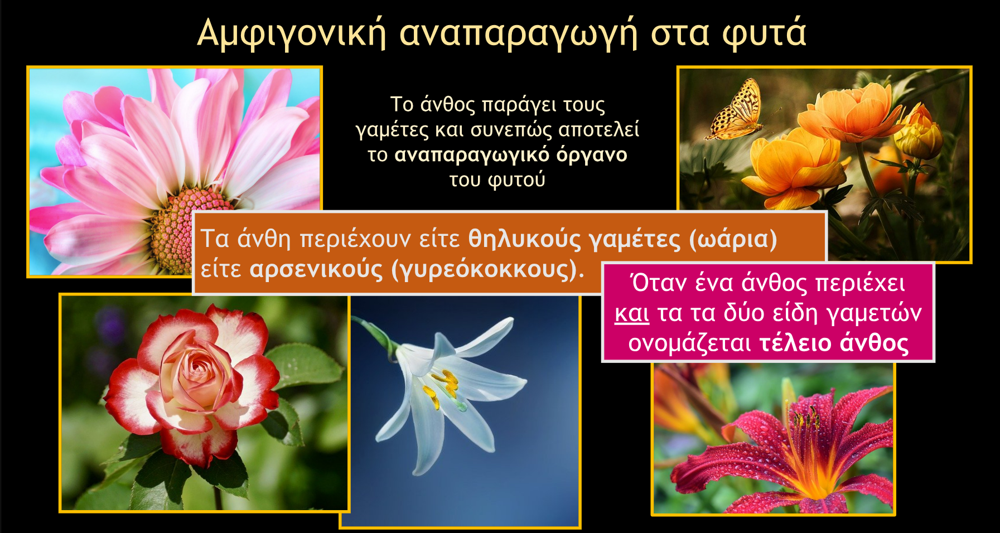 Αμφιγονική αναπαραγωγή στα φυτά
Το άνθος παράγει τους
γαμέτες και συνεπώς αποτελεί
το αναπαραγωγικό όργανο
του φυτού
Τα άνθη περιέχουν είτε θηλυκούς γαμέτες (ωάρια)
είτε αρσενικούς (γυρεόκοκκους).
Όταν ένα άνθος περιέχει
και τα τα δύο είδη γαμετών
ονομάζεται τέλειο άνθος